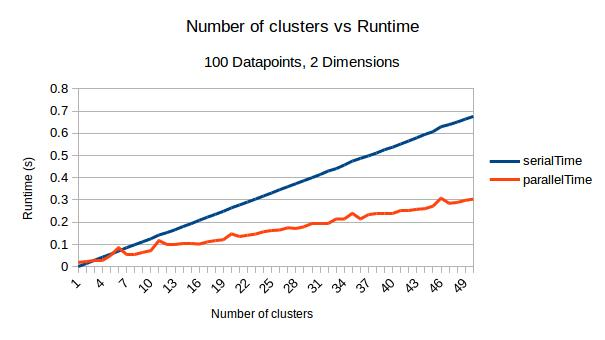 Number of clusters vs Runtime
100 Datapoints, 2 Dimensions
0.8
0.7
0.6
0.5
0.4
0.3
0.2
0.1
0
Runtime (s)
1 4 7 10 13 16 19 22 25 28 31 34 37 40 43 46 49
Number of clusters
serialTime
parallelTime